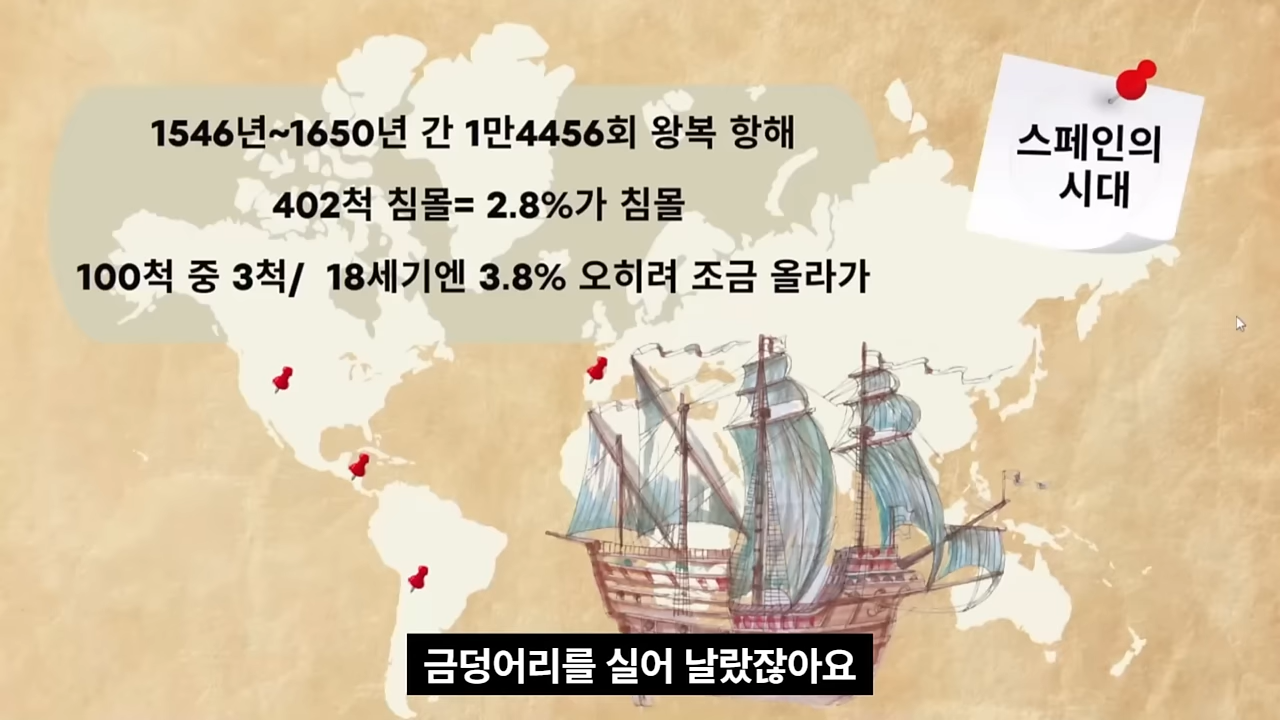 1546년~1650년 간 1만4456회 왕복 항해
402척 침몰= 2.8%가 침몰
100척 중 3척/ 18세기엔 3.8% 오히려 조금 올라가
스페인의
시대
금덩어리를 실어 날랐잖아요